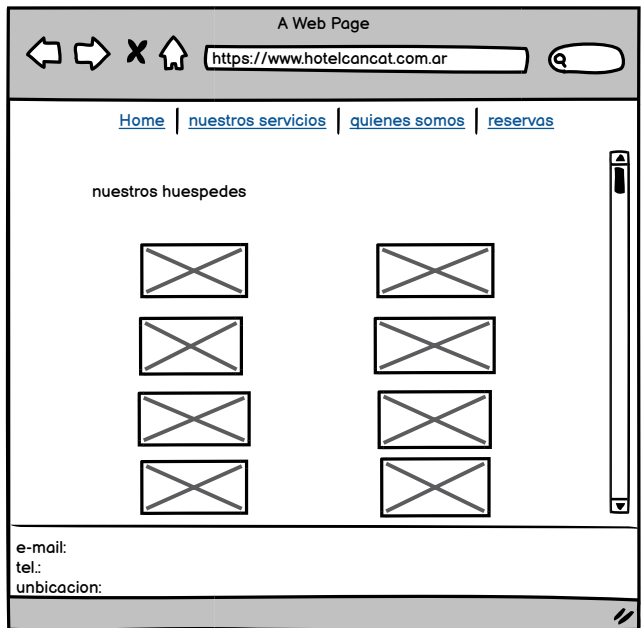 A Web Page
https://www.hotelcancat.com.ar
Home | nuestros servicios | quienes somos | reservas
nuestros huespedes
e-mail:
tel.:
unbicacion: